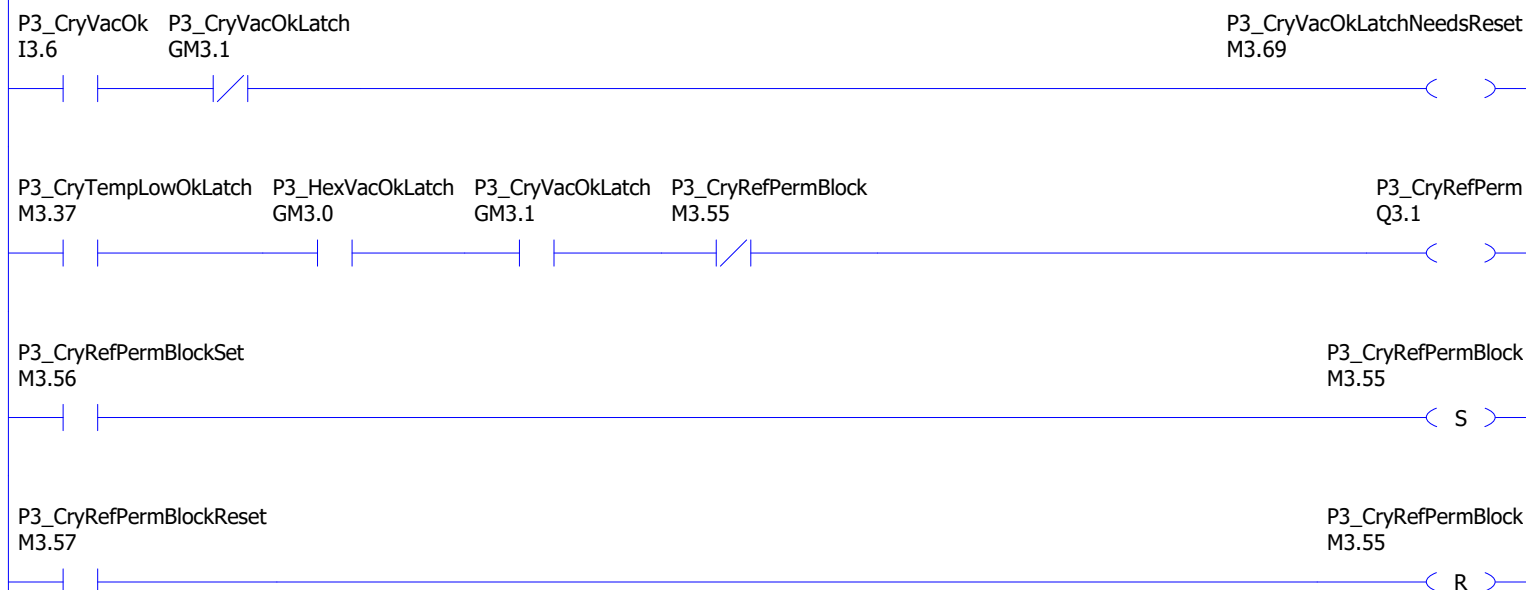 P3_CryVacOk P3_CryVacOkLatch P3_CryVacOkLatchNeedsReset
I3.6 GM3.1 M3.69
P3_CryTempLowOkLatch P3_HexVacOkLatch P3_CryVacOkLatch P3_CryRefPermBlock P3_CryRefPerm
M3.37 GM3.0 GM3.1 M3.55 Q3.1
P3_CryRefPermBlockSet P3_CryRefPermBlock
M3.56 M3.55
S
P3_CryRefPermBlockReset P3_CryRefPermBlock
M3.57 M3.55
R